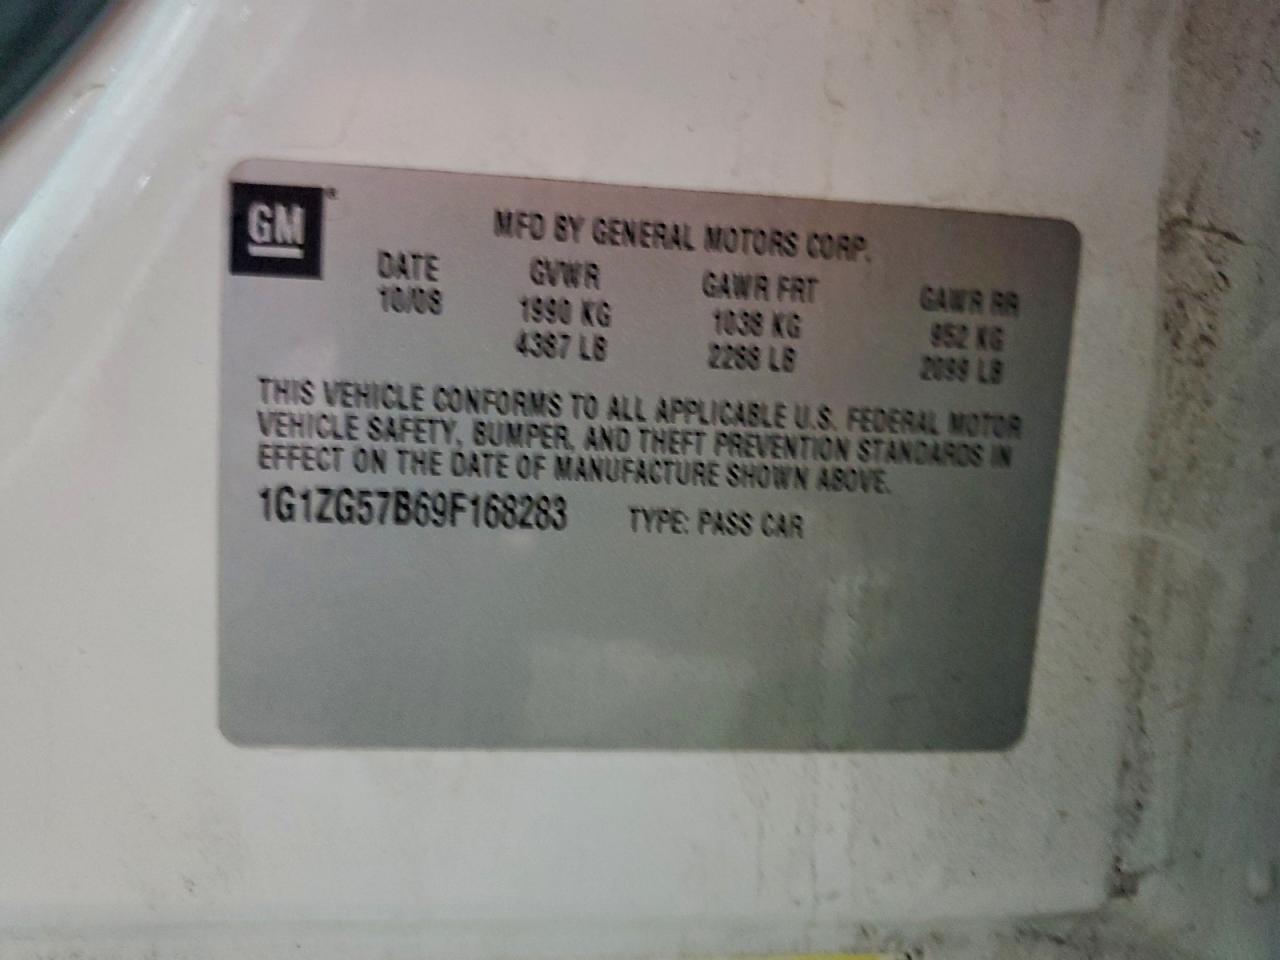 GM®
MFD BY GENERAL MOTORS CORP.
DATE GVWR GAWR FRT GAWR RR
10/08 1990 KG 1038 KG 952 KG
4387 LB 2288 LB 2099 LB
THIS VEHICLE CONFORMS TO ALL APPLICABLE U.S. FEDERAL MOTOR
VEHICLE SAFETY, BUMPER, AND THEFT PREVENTION STANDARDS IN
EFFECT ON THE DATE OF MANUFACTURE SHOWN ABOVE.
1G1ZG57B69F168283 TYPE: PASS CAR